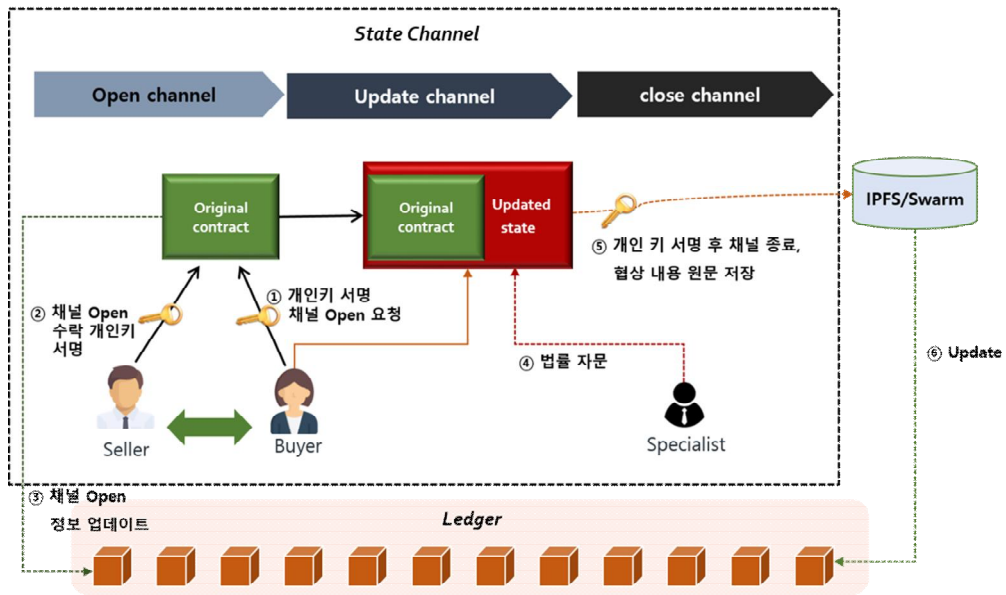 State Channel
Open channel
Update channel
close channel
Original
contract
Original
contract
Updated
state
IPFS/Swarm
⑤ 개인 키 서명 후 채널 종료,
협상 내용 원문 저장
① 개인키 서명
채널 Open 요청
② 채널 Open
수락 개인키
서명
④ 법률 자문
⑥ Update
Seller
Buyer
Specialist
③ 채널 Open
정보 업데이트
Ledger